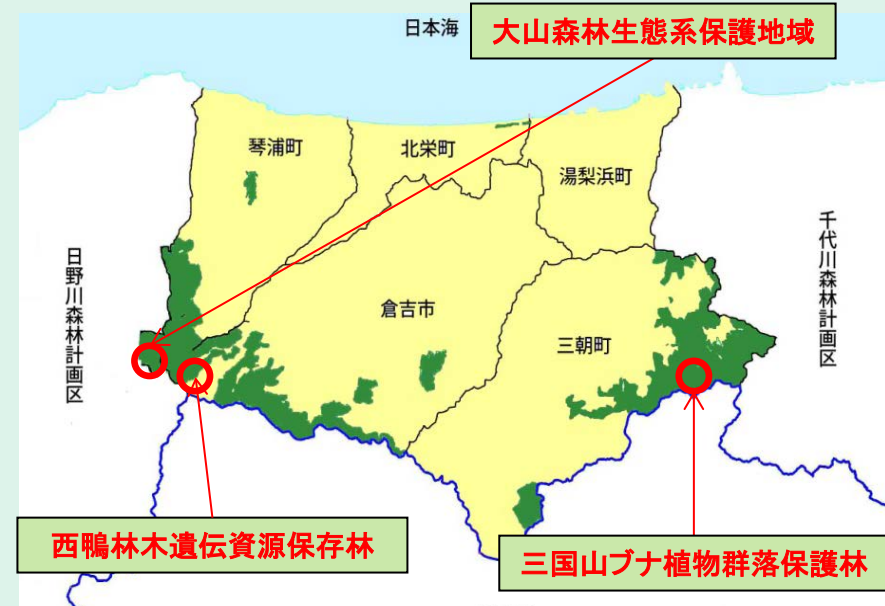 日本海
大山森林生態系保護地域
琴浦町
北栄町
湯梨浜町
日野川森林計画区
千代川森林計画区
倉吉市
三朝町
西鴨林木遺伝資源保存林
三国山ブナ植物群落保護林